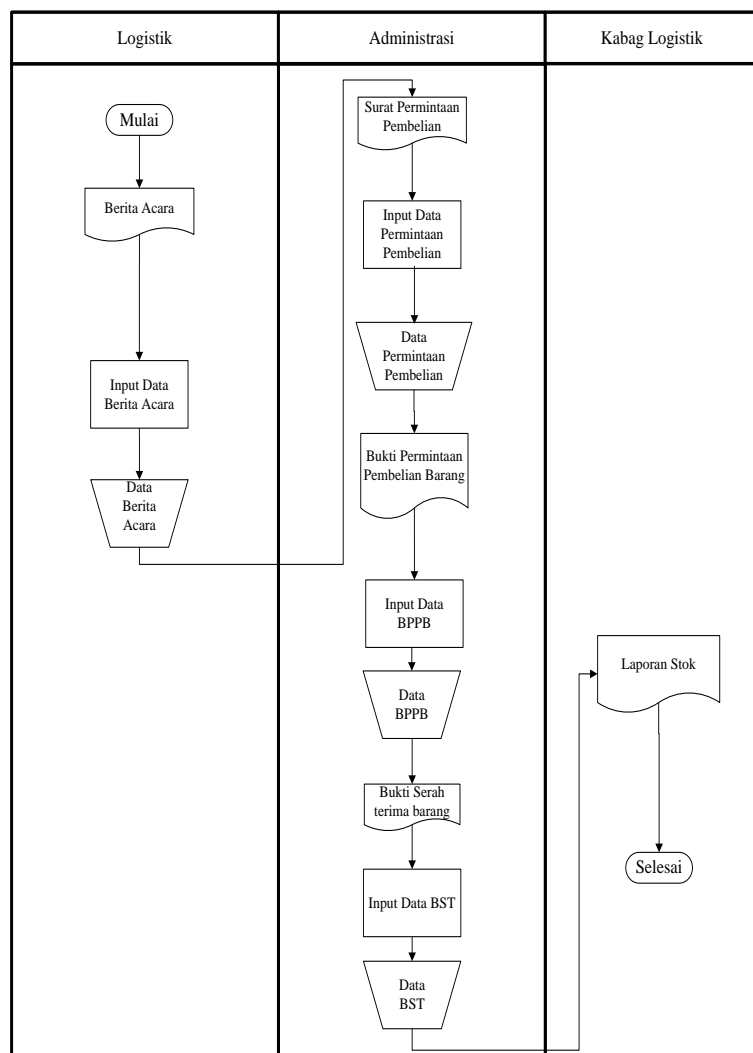 Logistik
Administrasi
Kabag Logistik
Mulai
Berita Acara
Input Data
Berita Acara
Data
Berita
Acara
Surat Permintaan
Pembelian
Input Data
Permintaan
Pembelian
Data
Permintaan
Pembelian
Bukti Permintaan
Pembelian Barang
Input Data
BPPB
Data
BPPB
Bukti Serah
terima barang
Input Data BST
Data
BST
Laporan Stok
Selesai